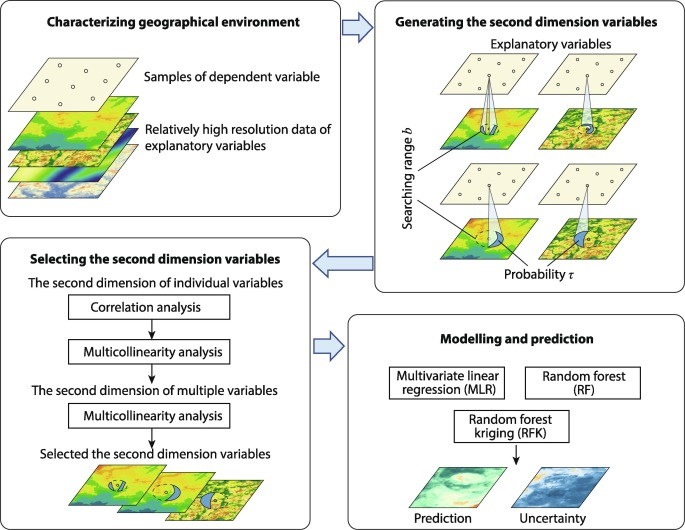 Characterizing geographical environment
Samples of dependent variable
Relatively high resolution data of
explanatory variables
Generating the second dimension variables
Explanatory variables
Searching range b
Probability τ
Selecting the second dimension variables
The second dimension of individual variables
Correlation analysis
Multicollinearity analysis
The second dimension of multiple variables
Multicollinearity analysis
Selected the second dimension variables
Modelling and prediction
Multivariate linear
regression (MLR)
Random forest
(RF)
Random forest
kriging (RFK)
Prediction
Uncertainty